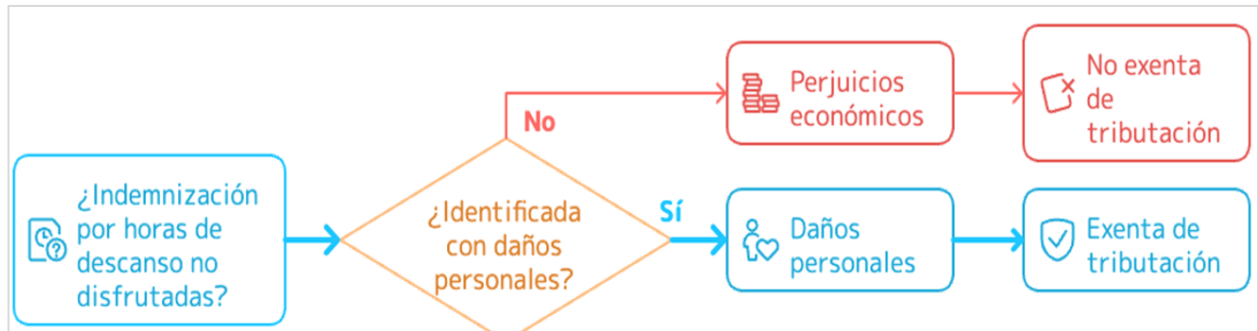 ¿Indemnización
por horas de
descanso no
disfrutadas?
¿Identificada
con daños
personales?
No
Perjuicios
económicos
No exenta
de
tributación
Sí
Daños
personales
Exenta de
tributación